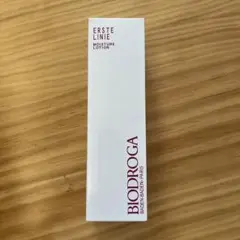 ERSTE
LINIE
MOISTURE
LOTION
BIODROGA
BADEN-BADEN·PARIS